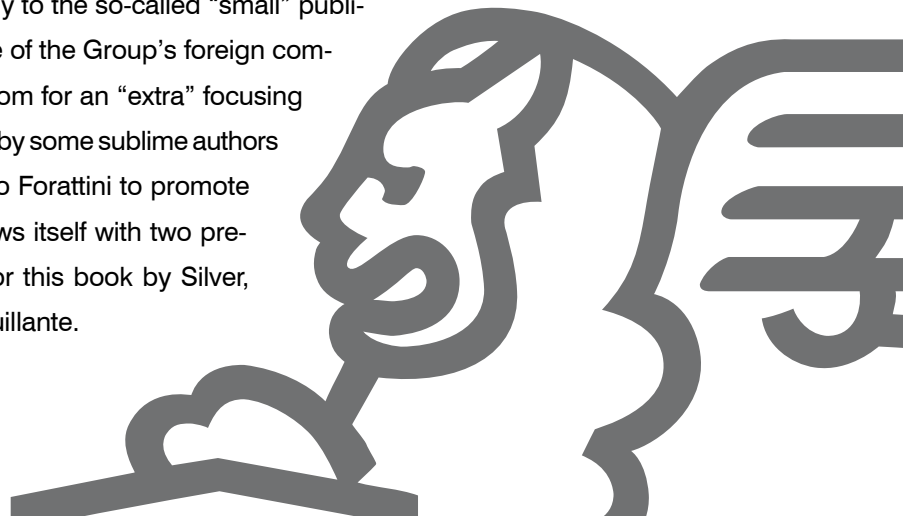 y to the so-called “small” publi-
e of the Group’s foreign com-
om for an “extra” focusing
by some sublime authors
o Forattini to promote
ws itself with two pre-
or this book by Silver,
uillante.